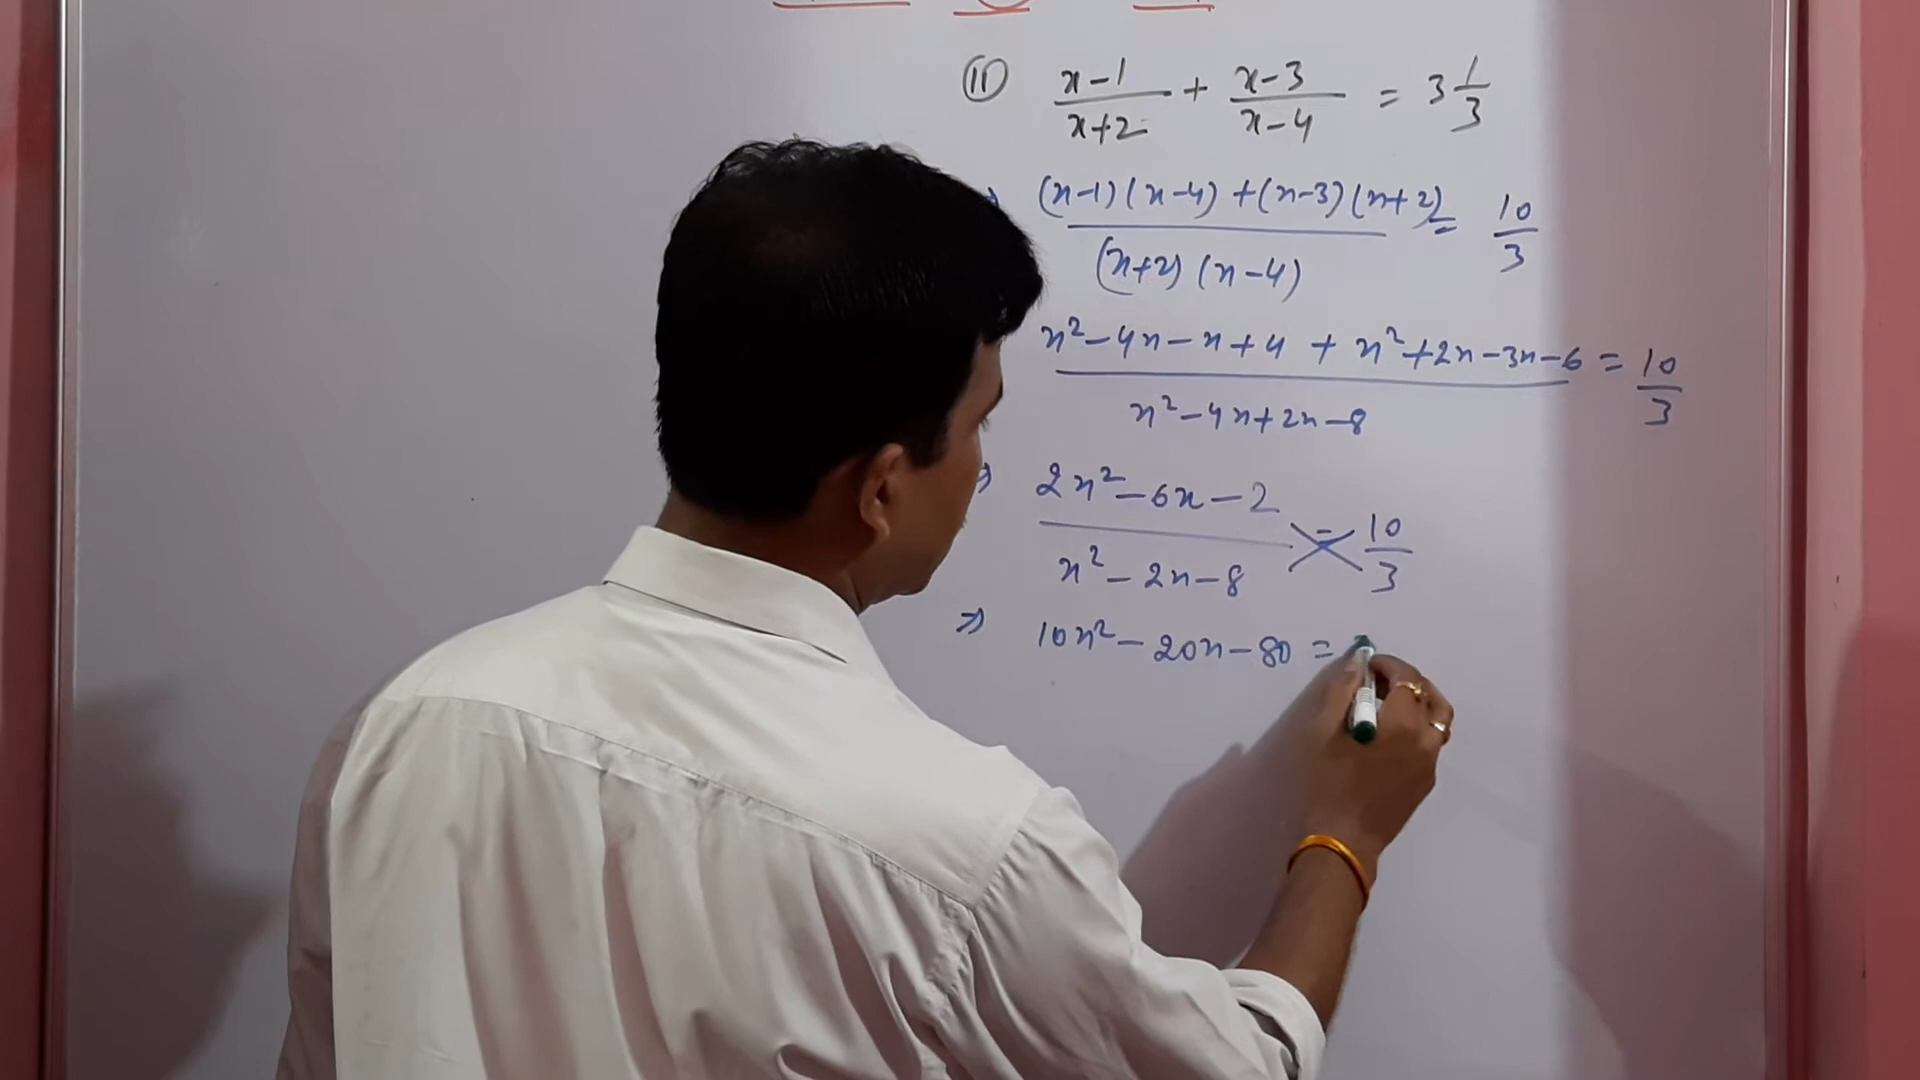 11 x-1/x+2 + x-3/x-4 = 3 1/3
(x-1)(x-4)+(x-3)(x+2)/(x+2)(x-4) = 10/3
x²-4x-x+4+x²+2x-3x-6/x²-4x+2x-8 = 10/3
⇒ 2x²-6x-2/x²-2x-8 = 10/3
⇒ 10x²-20x-80 =